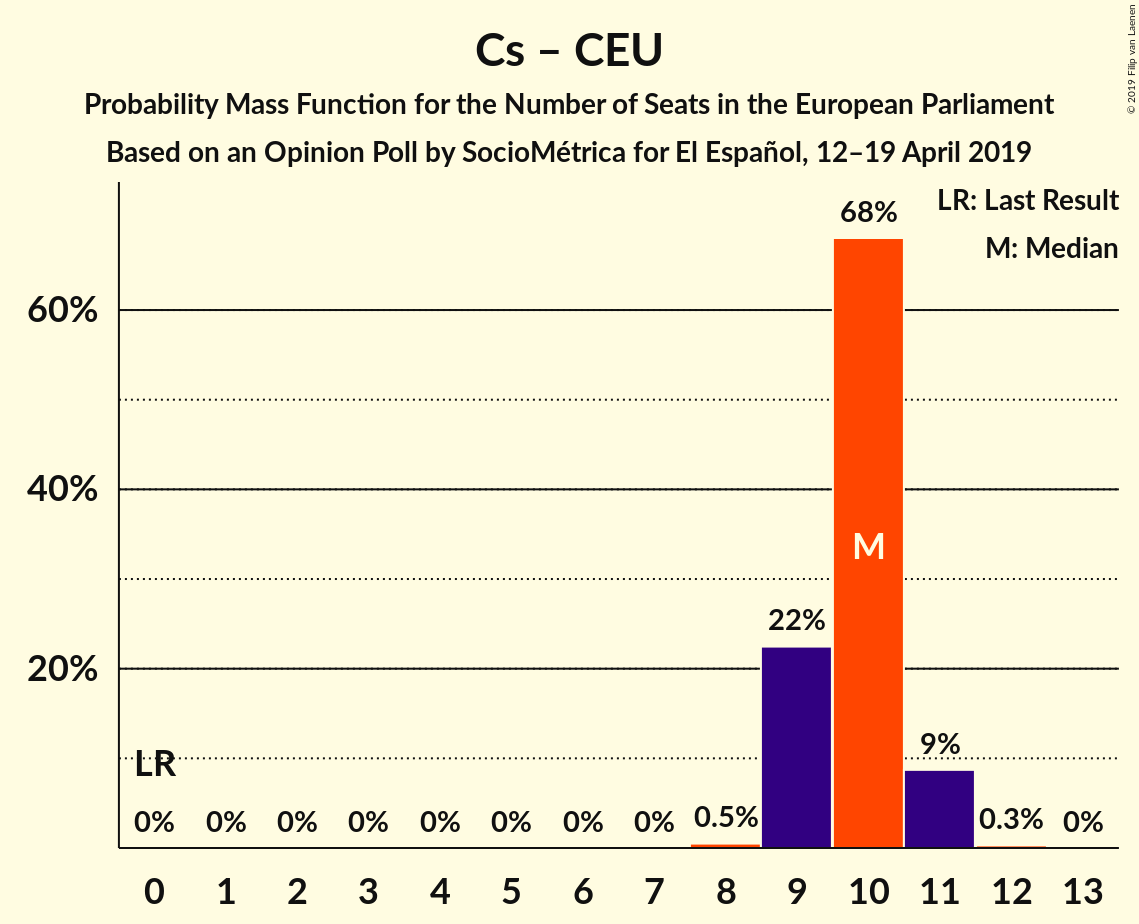 Cs – CEU
Probability Mass Function for the Number of Seats in the European Parliament
Based on an Opinion Poll by SocioMétrica for El Español, 12–19 April 2019
© 2019 Filip van Laenen
LR: Last Result
M: Median
68%
60%
40%
M
22%
20%
9%
LR
0% 0% 0% 0% 0% 0% 0% 0% 0.5% 0.3% 0%
0 1 2 3 4 5 6 7 8 9 10 11 12 13